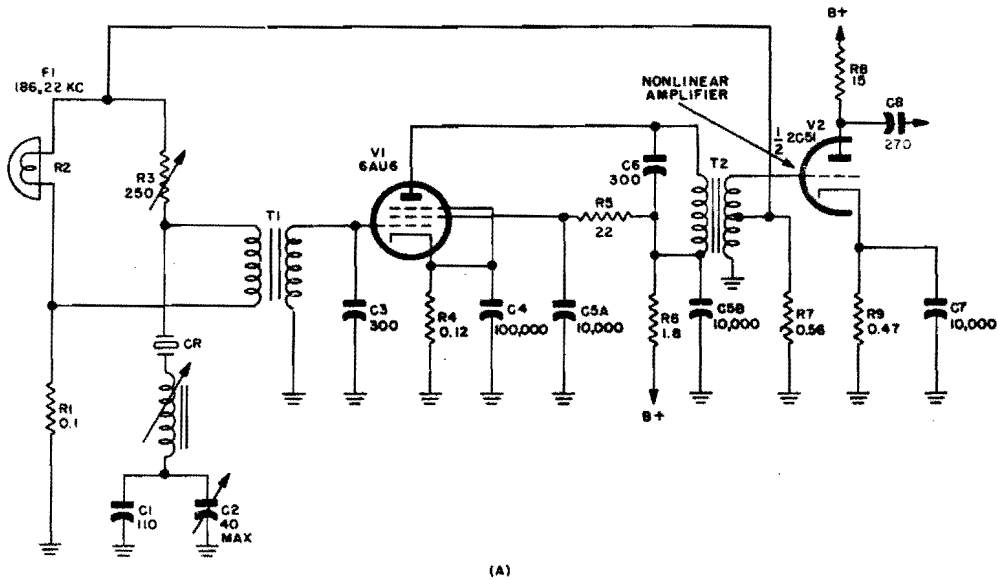 F1
186.22 KC
R2
R3
250
T1
V1
6AU6
C6
300
R5
22
T2
NONLINEAR
AMPLIFIER
B+
R8
15
1/2 2C51
V2
C8
270
C3
300
R4
0.12
C4
100,000
C5A
10,000
R6
1.8
C5B
10,000
R7
0.56
R9
0.47
C7
10,000
B+
CR
R1
0.1
C1
110
C2
40
MAX
(A)